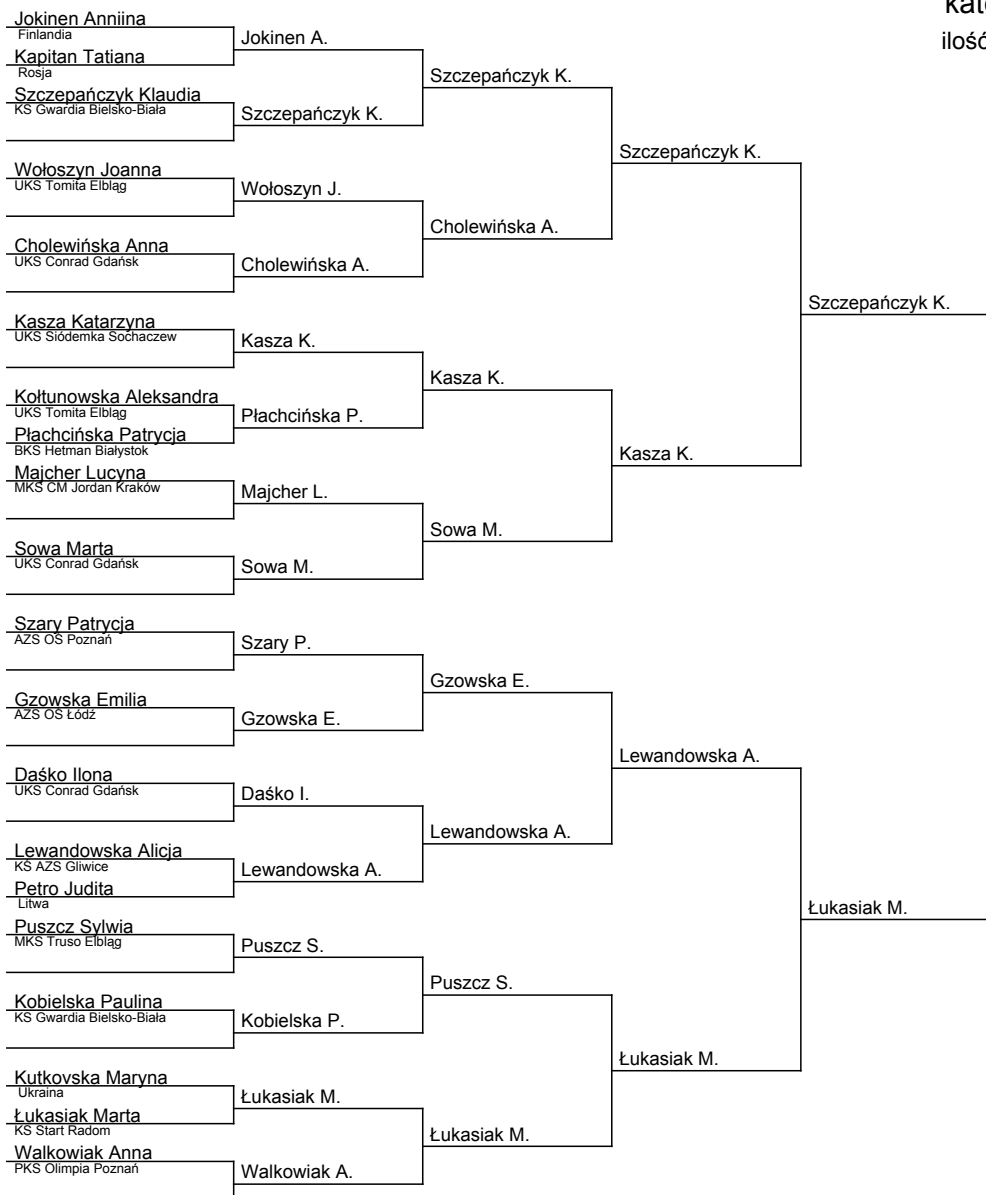 kat
ilość
Jokinen Anniina
Finlandia
Kapitan Tatiana
Rosja
Szczepańczyk Klaudia
KS Gwardia Bielsko-Biała
Wołoszyn Joanna
UKS Tomita Elbląg
Cholewińska Anna
UKS Conrad Gdańsk
Kasza Katarzyna
UKS Siódemka Sochaczew
Kołtunowska Aleksandra
UKS Tomita Elbląg
Płachcińska Patrycja
BKS Hetman Białystok
Majcher Lucyna
MKS CM Jordan Kraków
Sowa Marta
UKS Conrad Gdańsk
Szary Patrycja
AZS OŚ Poznań
Gzowska Emilia
AZS OŚ Łódź
Daśko Ilona
UKS Conrad Gdańsk
Lewandowska Alicja
KŚ AZS Gliwice
Petro Judita
Litwa
Puszcz Sylwia
MKS Truso Elbląg
Kobielska Paulina
KS Gwardia Bielsko-Biała
Kutkovska Maryna
Ukraina
Łukasiak Marta
KS Start Radom
Walkowiak Anna
PKS Olimpia Poznań
Jokinen A.
Szczepańczyk K.
Wołoszyn J.
Cholewińska A.
Kasza K.
Płachcińska P.
Majcher L.
Sowa M.
Szary P.
Gzowska E.
Daśko I.
Lewandowska A.
Puszcz S.
Kobielska P.
Łukasiak M.
Walkowiak A.
Szczepańczyk K.
Cholewińska A.
Kasza K.
Sowa M.
Gzowska E.
Lewandowska A.
Puszcz S.
Łukasiak M.
Szczepańczyk K.
Kasza K.
Lewandowska A.
Łukasiak M.
Szczepańczyk K.
Łukasiak M.